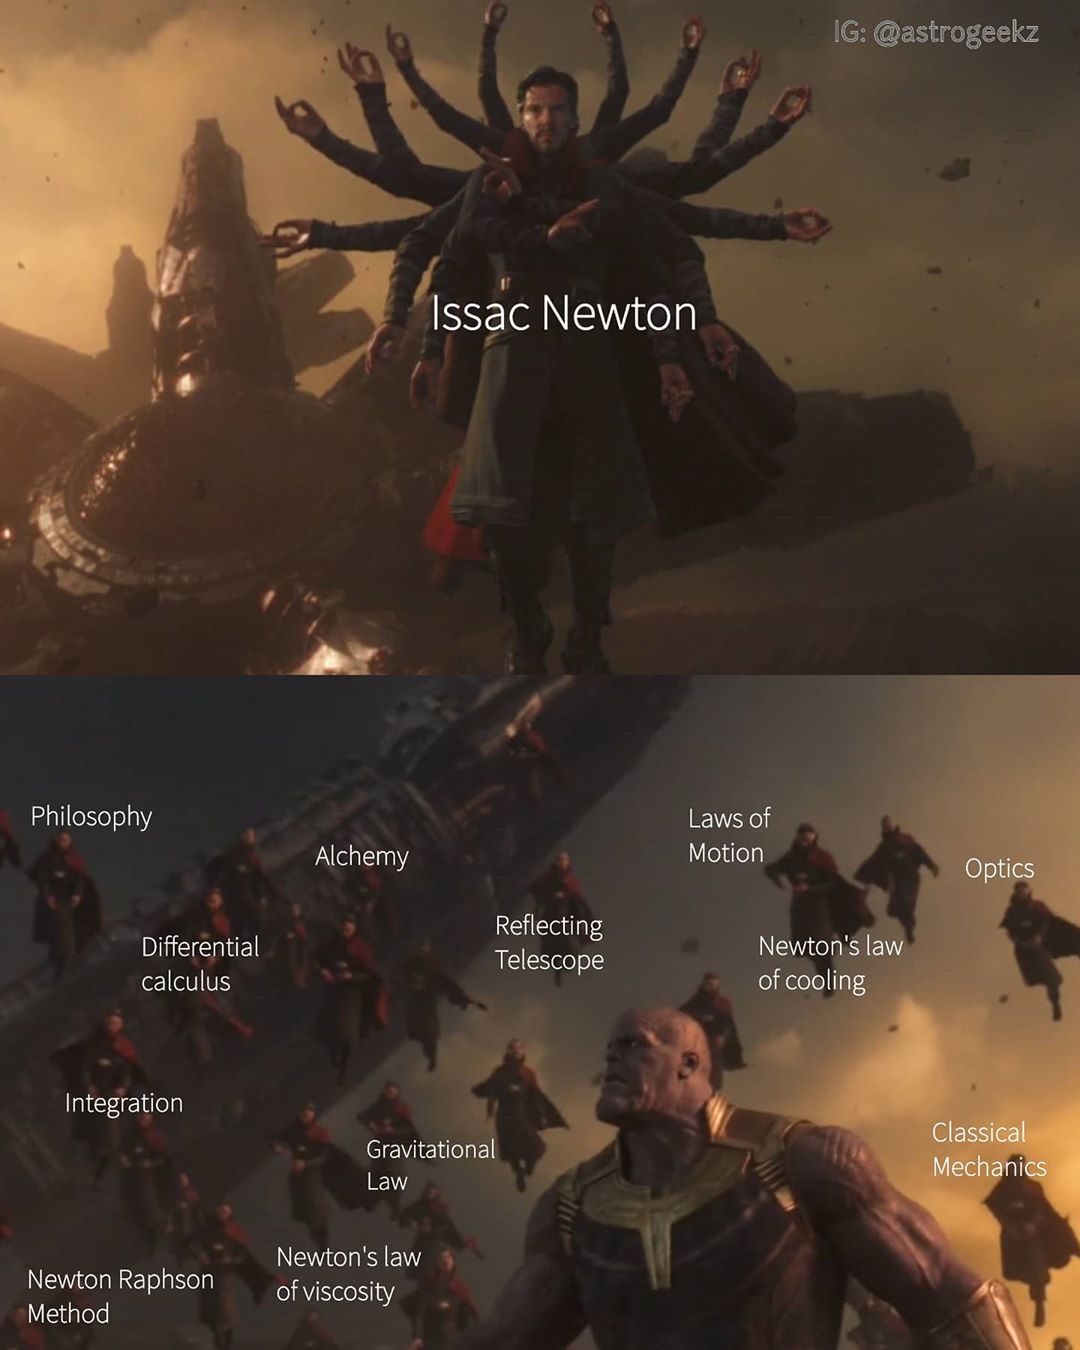 IG: @astrogeekz
Issac Newton
Philosophy
Alchemy
Laws of
Motion
Optics
Differential
calculus
Reflecting
Telescope
Newton's law
of cooling
Integration
Gravitational
Law
Classical
Mechanics
Newton Raphson
Method
Newton's law
of viscosity